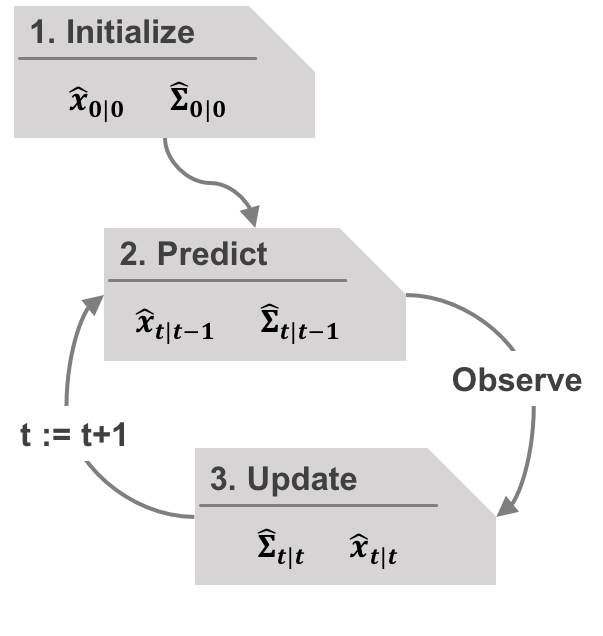 1. Initialize
x̂₀|₀ Σ̂₀|₀
2. Predict
x̂ₜ|ₜ₋₁ Σ̂ₜ|ₜ₋₁
Observe
t := t+1
3. Update
Σ̂ₜ|ₜ x̂ₜ|ₜ